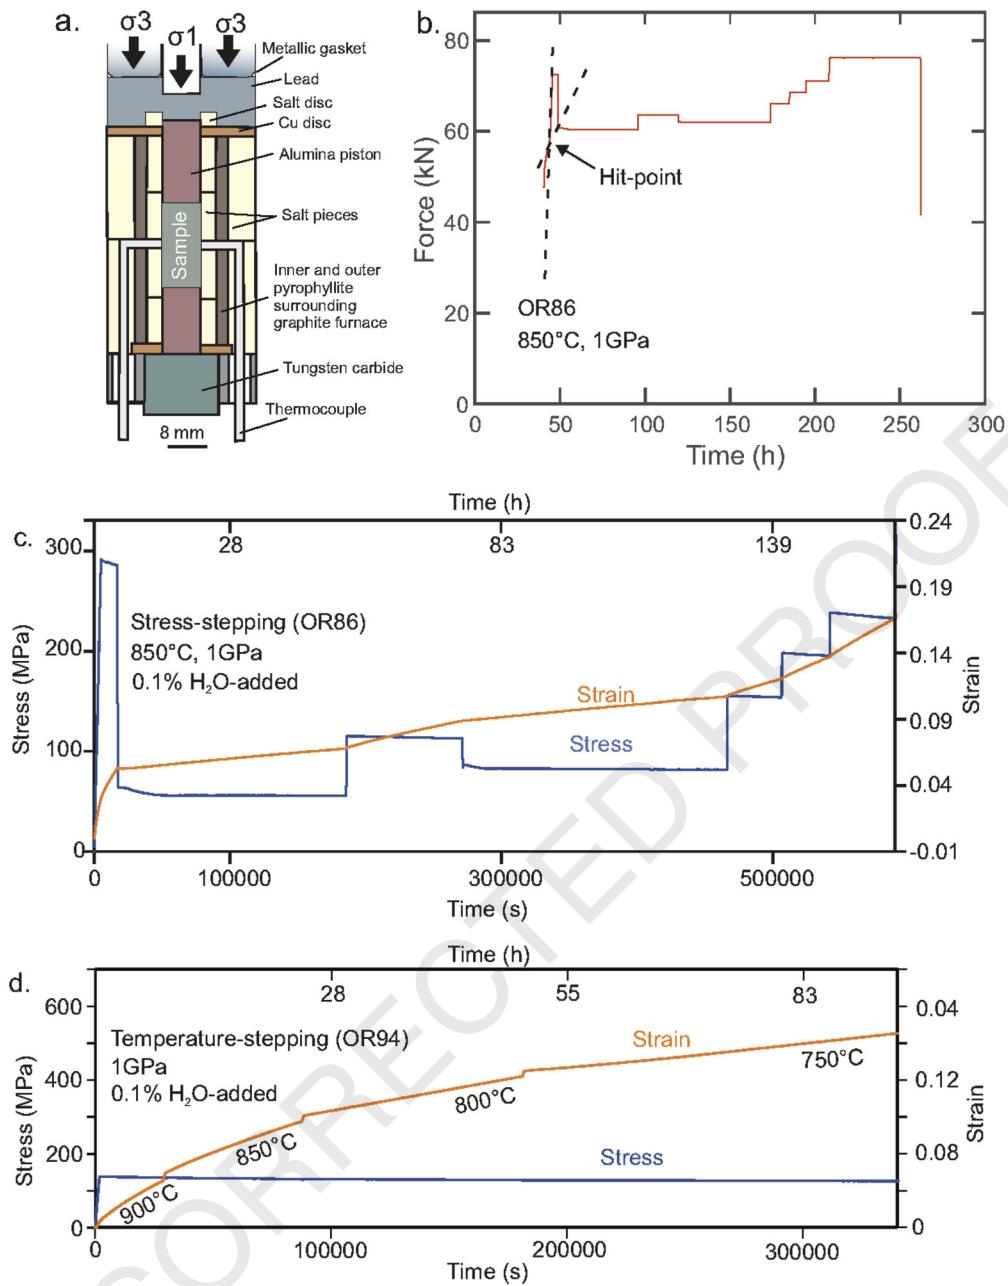 a.
σ3
σ1
σ3
Metallic gasket
Lead
Salt disc
Cu disc
Alumina piston
Salt pieces
Sample
Inner and outer
pyrophyllite
surrounding
graphite furnace
Tungsten carbide
Thermocouple
8 mm
b.
80
60
40
20
0
Force (kN)
Hit-point
OR86
850°C, 1GPa
0 50 100 150 200 250 300
Time (h)
c.
Time (h)
28 83 139
300
200
100
0
Stress (MPa)
Stress-stepping (OR86)
850°C, 1GPa
0.1% H₂O-added
Strain
Stress
0.24
0.19
0.14
0.09
0.04
-0.01
Strain
0 100000 300000 500000
Time (s)
d.
Time (h)
28 55 83
600
400
200
0
Stress (MPa)
Temperature-stepping (OR94)
1GPa
0.1% H₂O-added
Strain
900°C
850°C
800°C
750°C
Stress
0.04
0.12
0.08
0
Strain
0 100000 200000 300000
Time (s)
CORRECTED PROOF